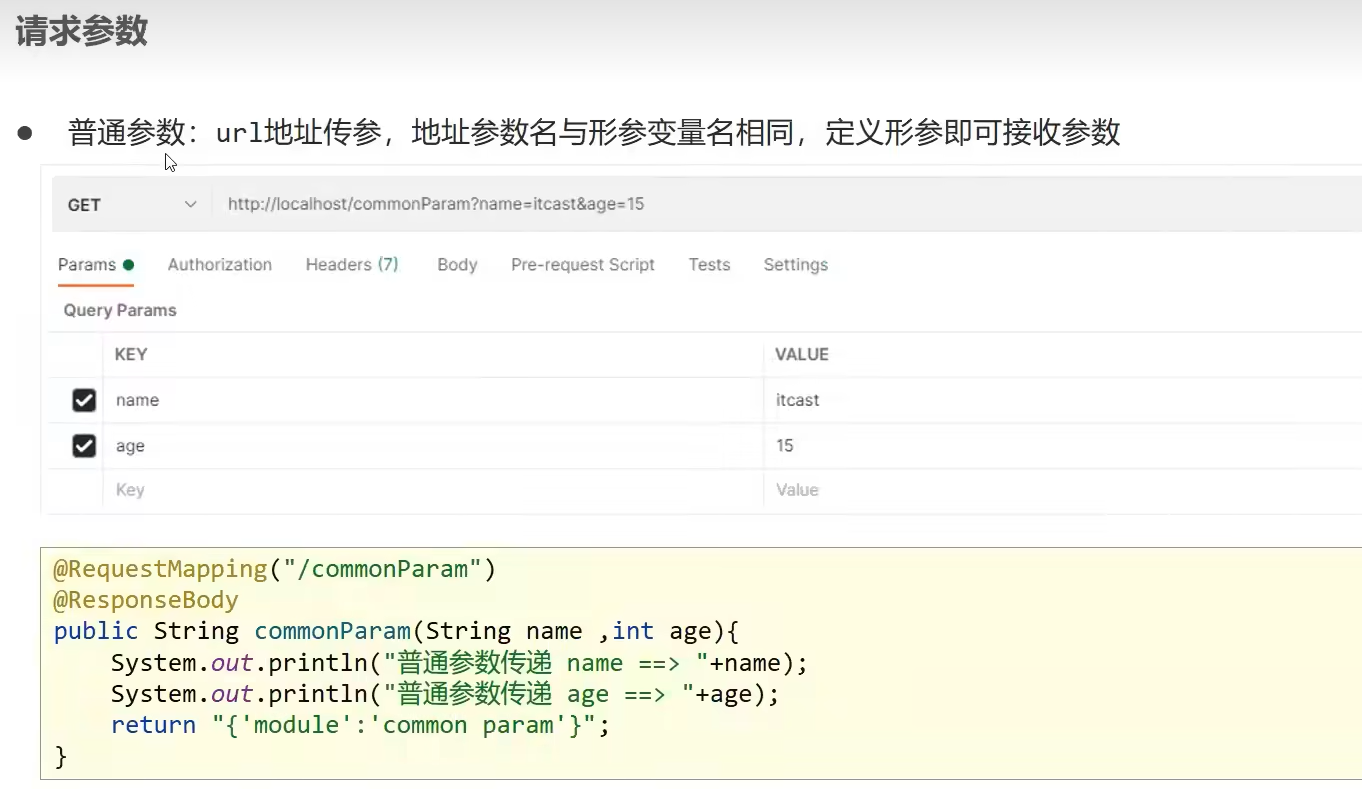 请求参数
● 普通参数：url地址传参，地址参数名与形参变量名相同，定义形参即可接收参数
GET http://localhost/commonParam?name=itcast&age=15
Params Authorization Headers (7) Body Pre-request Script Tests Settings
Query Params
KEY VALUE
name itcast
age 15
Key Value
@RequestMapping("/commonParam")
@ResponseBody
public String commonParam(String name ,int age){
    System.out.println("普通参数传递 name ==> "+name);
    System.out.println("普通参数传递 age ==> "+age);
    return "{'module':'common param'}";
}